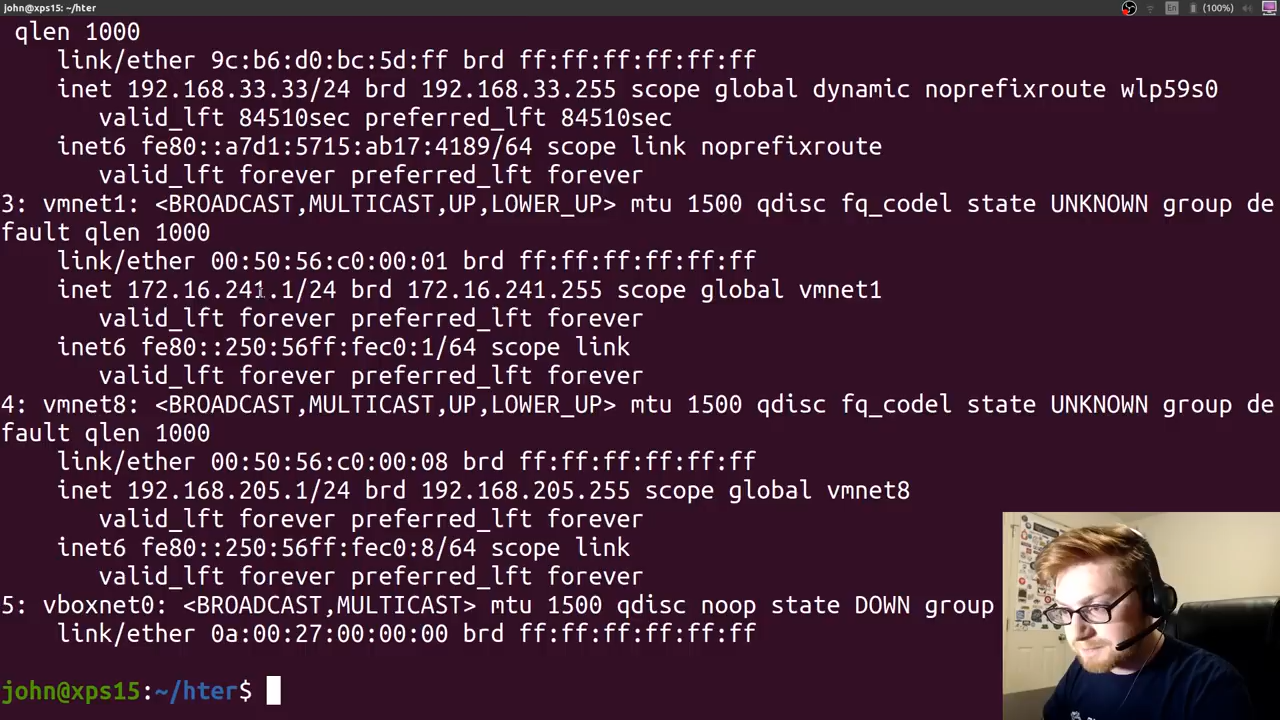 john@xps15: ~/hter
En
(100%)
qlen 1000
link/ether 9c:b6:d0:bc:5d:ff brd ff:ff:ff:ff:ff:ff
inet 192.168.33.33/24 brd 192.168.33.255 scope global dynamic noprefixroute wlp59s0
valid_lft 84510sec preferred_lft 84510sec
inet6 fe80::a7d1:5715:ab17:4189/64 scope link noprefixroute
valid_lft forever preferred_lft forever
3: vmnet1: <BROADCAST,MULTICAST,UP,LOWER_UP> mtu 1500 qdisc fq_codel state UNKNOWN group de
fault qlen 1000
link/ether 00:50:56:c0:00:01 brd ff:ff:ff:ff:ff:ff
inet 172.16.241.1/24 brd 172.16.241.255 scope global vmnet1
valid_lft forever preferred_lft forever
inet6 fe80::250:56ff:fec0:1/64 scope link
valid_lft forever preferred_lft forever
4: vmnet8: <BROADCAST,MULTICAST,UP,LOWER_UP> mtu 1500 qdisc fq_codel state UNKNOWN group de
fault qlen 1000
link/ether 00:50:56:c0:00:08 brd ff:ff:ff:ff:ff:ff
inet 192.168.205.1/24 brd 192.168.205.255 scope global vmnet8
valid_lft forever preferred_lft forever
inet6 fe80::250:56ff:fec0:8/64 scope link
valid_lft forever preferred_lft forever
5: vboxnet0: <BROADCAST,MULTICAST> mtu 1500 qdisc noop state DOWN group
link/ether 0a:00:27:00:00:00 brd ff:ff:ff:ff:ff:ff
john@xps15:~/hter$